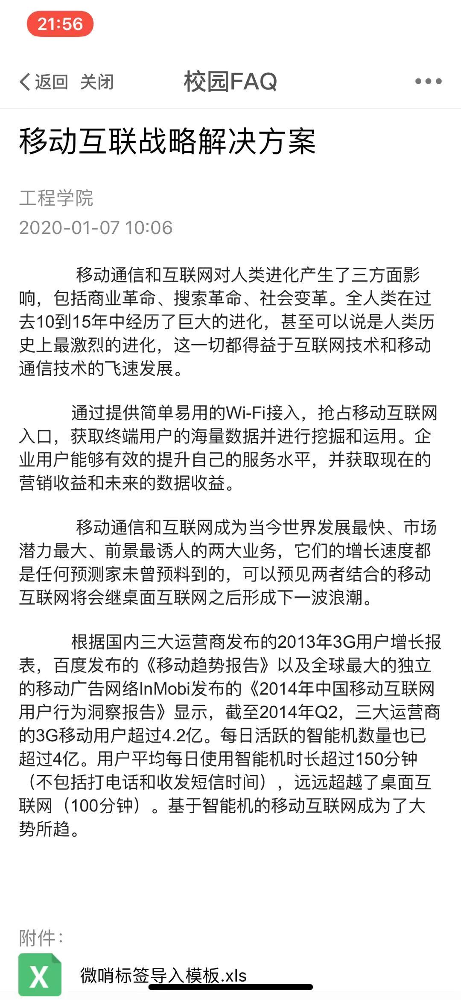 21:56
返回 关闭 校园FAQ
移动互联战略解决方案
工程学院
2020-01-07 10:06
移动通信和互联网对人类进化产生了三方面影
响，包括商业革命、搜索革命、社会变革。全人类在过
去10到15年中经历了巨大的进化，甚至可以说是人类历
史上最激烈的进化，这一切都得益于互联网技术和移动
通信技术的飞速发展。
通过提供简单易用的Wi-Fi接入，抢占移动互联网
入口，获取终端用户的海量数据并进行挖掘和运用。企
业用户能够有效的提升自己的服务水平，并获取现在的
营销收益和未来的数据收益。
移动通信和互联网成为当今世界发展最快、市场
潜力最大、前景最诱人的两大业务，它们的增长速度都
是任何预测家未曾预料到的，可以预见两者结合的移动
互联网将会继桌面互联网之后形成下一波浪潮。
根据国内三大运营商发布的2013年3G用户增长报
表，百度发布的《移动趋势报告》以及全球最大的独立
的移动广告网络InMobi发布的《2014年中国移动互联网
用户行为洞察报告》显示，截至2014年Q2，三大运营商
的3G移动用户超过4.2亿。每日活跃的智能机数量也已
超过4亿。用户平均每日使用智能机时长超过150分钟
（不包括打电话和收发短信时间），远远超越了桌面互
联网（100分钟）。基于智能机的移动互联网成为了大
势所趋。
附件：
X 微哨标签导入模板.xls